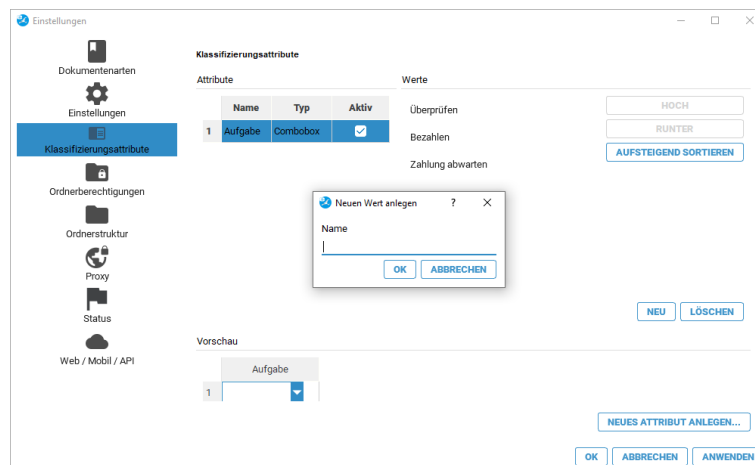 Einstellungen
Dokumentenarten
Einstellungen
Klassifizierungsattribute
Ordnerberechtigungen
Ordnerstruktur
Proxy
Status
Web / Mobil / API
Klassifizierungsattribute
Attribute
Name Typ Aktiv
1 Aufgabe Combobox
Werte
Überprüfen
Bezahlen
Zahlung abwarten
HOCH
RUNTER
AUFSTEIGEND SORTIEREN
Neuen Wert anlegen ?
Name
OK ABBRECHEN
NEU LÖSCHEN
Vorschau
Aufgabe
1
NEUES ATTRIBUT ANLEGEN...
OK ABBRECHEN ANWENDEN